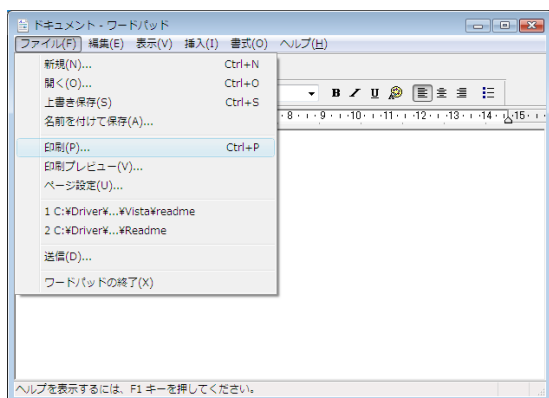 ドキュメント - ワードパッド
ファイル(F) 編集(E) 表示(V) 挿入(I) 書式(O) ヘルプ(H)
新規(N)... Ctrl+N
開く(O)... Ctrl+O
上書き保存(S) Ctrl+S
名前を付けて保存(A)...
B I U
8 9 10 11 12 13 14 15
印刷(P)... Ctrl+P
印刷プレビュー(V)...
ページ設定(U)...
1 C:¥Driver¥...¥Vista¥readme
2 C:¥Driver¥...¥Readme
送信(D)...
ワードパッドの終了(X)
ヘルプを表示するには、F1 キーを押してください。